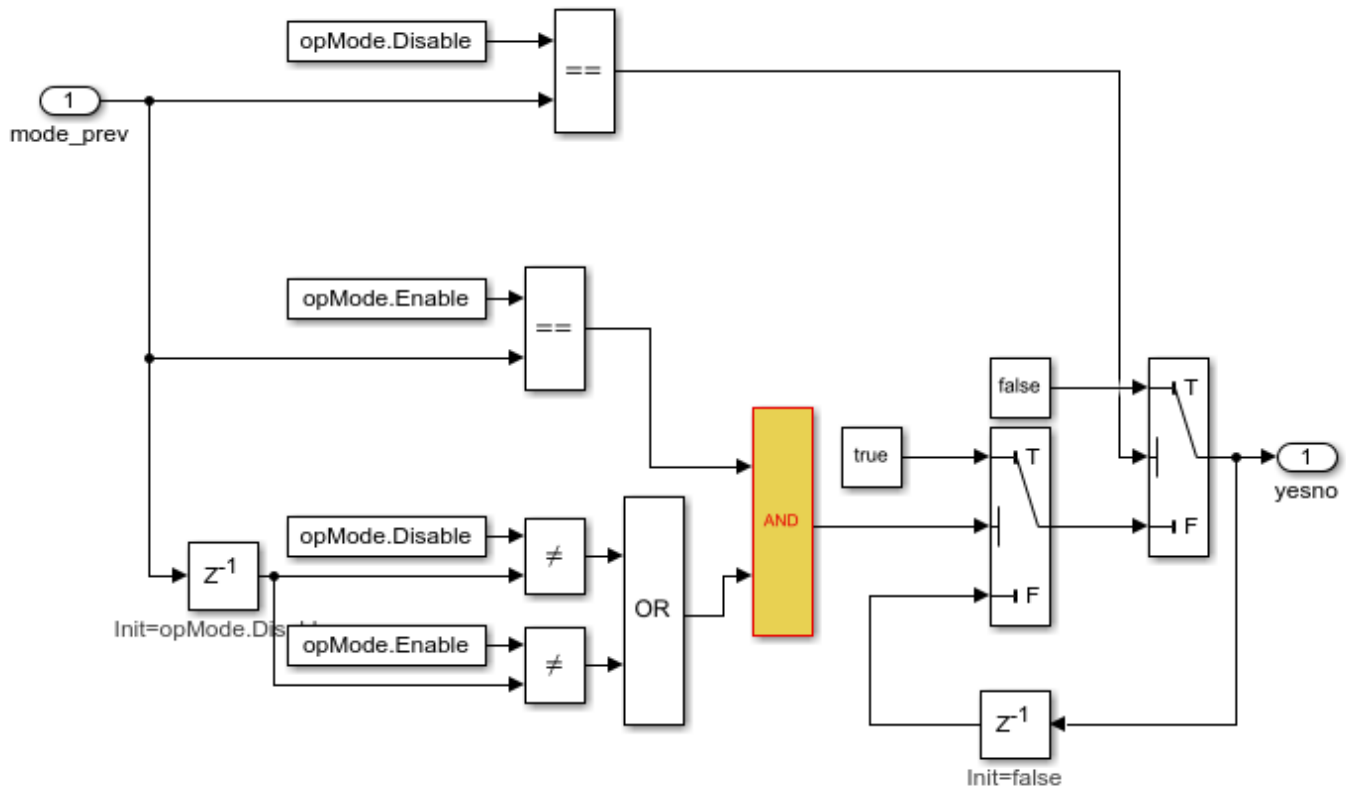 opMode.Disable
==
1
mode_prev
opMode.Enable
==
false
T
true
T
1
yesno
AND
F
opMode.Disable
≠
Z-1
F
OR
opMode.Enable
≠
Z-1
Init=false